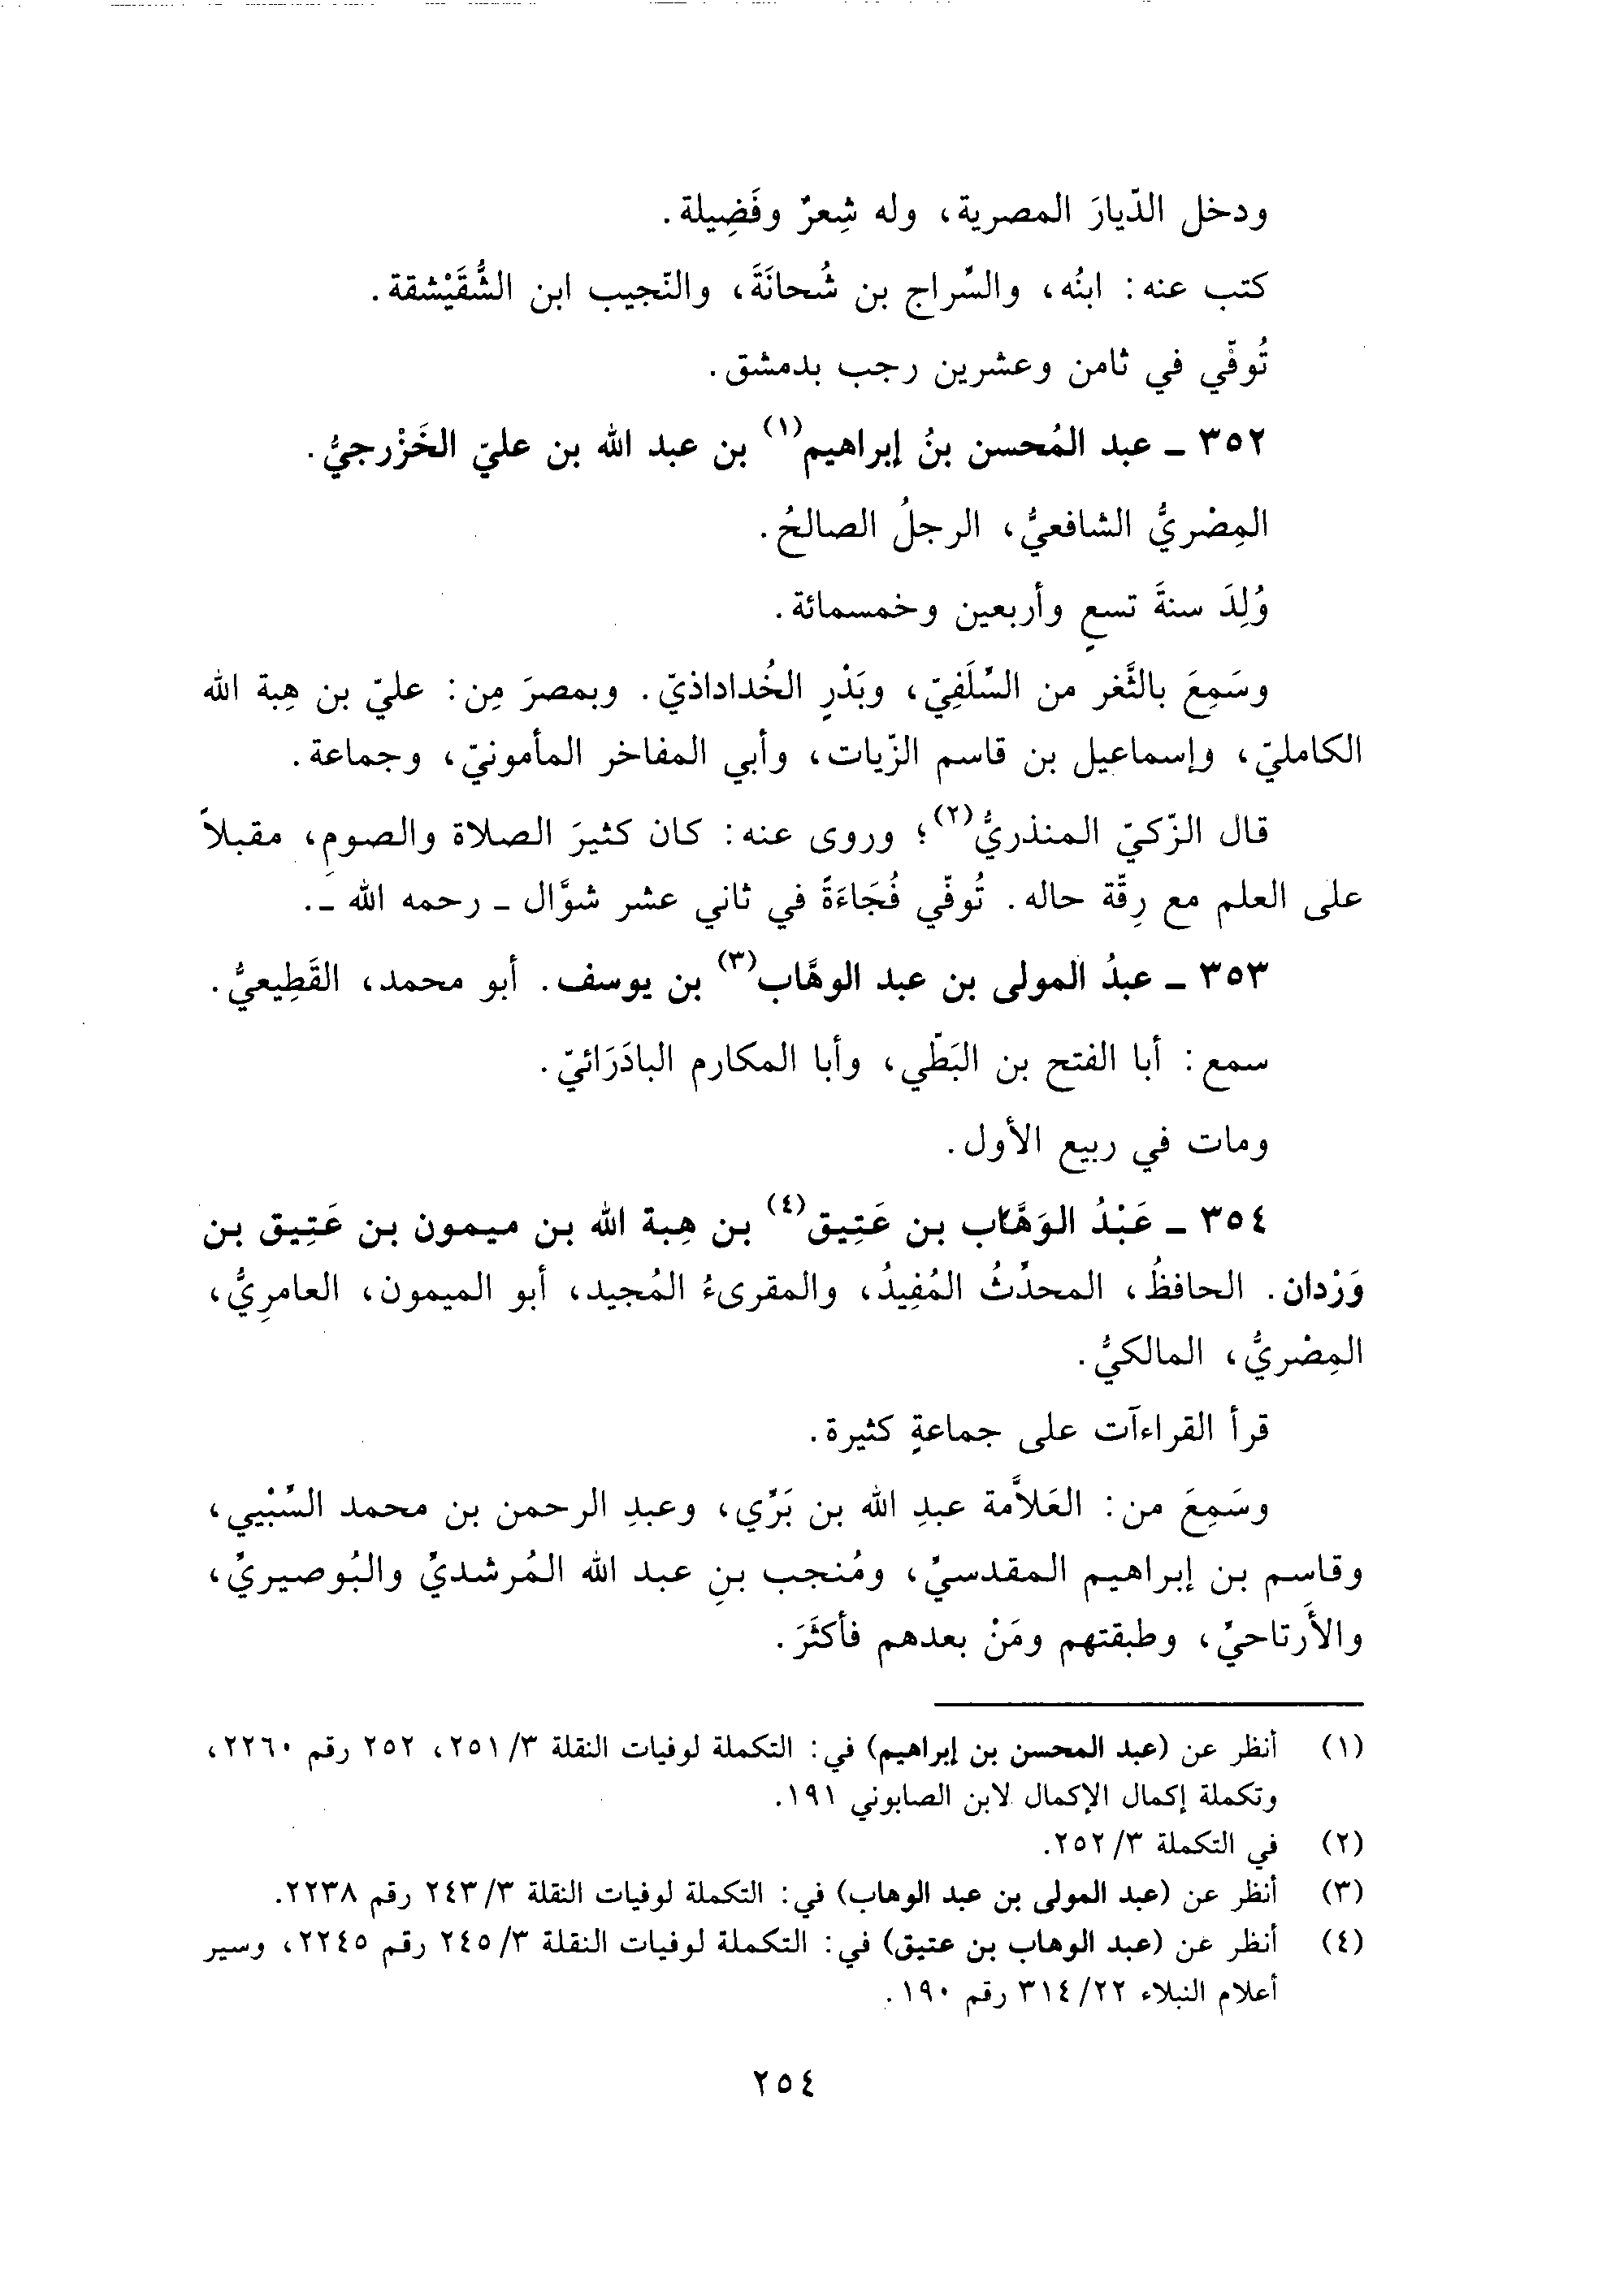 ودخل الدّيارَ المصرية، وله شِعرٌ وفَضِيلة.
كتب عنه: ابنُه، والسِّراج بن شُحانَةَ، والنّجيب ابن الشُّقَيْشقة.
تُوفّي في ثامن وعشرين رجب بدمشق.
٣٥٢ ـ عبد المُحسن بنُ إبراهيم(١) بن عبد الله بن عليّ الخَزْرجيُّ.
المِصْريُّ الشافعيُّ، الرجلُ الصالحُ.
وُلِدَ سنةَ تسعٍ وأربعين وخمسمائة.
وسَمِعَ بالثَّغر من السِّلَفِيّ، وبَدْرٍ الخُداداذيّ. وبمصرَ مِن: عليّ بن هِبة الله
الكامليّ، وإسماعيل بن قاسم الزّيات، وأبي المفاخر المأمونيّ، وجماعة.
قال الزّكيّ المنذريُّ(٢)؛ وروى عنه: كان كثيرَ الصلاة والصومِ، مقبلاً
على العلم مع رِقّة حاله. تُوفّي فُجَاءَةً في ثاني عشر شوَّال ـ رحمه الله ـ.
٣٥٣ ـ عبدُ المولى بن عبد الوهَّاب(٣) بن يوسف. أبو محمد، القَطِيعيُّ.
سمع: أبا الفتح بن البَطّي، وأبا المكارم البادَرَائيّ.
ومات في ربيع الأول.
٣٥٤ ـ عَبْدُ الوَهَّاب بن عَتِيق(٤) بن هِبة الله بن ميمون بن عَتِيق بن
وَرْدان. الحافظُ، المحدِّثُ المُفِيدُ، والمقرىءُ المُجيد، أبو الميمون، العامرِيُّ،
المِصْريُّ، المالكيُّ.
قرأ القراءآت على جماعةٍ كثيرة.
وسَمِعَ من: العَلاَّمة عبدِ الله بن بَرِّي، وعبدِ الرحمن بن محمد السِّبْيي،
وقاسم بن إبراهيم المقدسيِّ، ومُنجب بنِ عبد الله المُرشديِّ والبُوصيريِّ،
والأَرتاحيِّ، وطبقتهم ومَنْ بعدهم فأكثَرَ.
(١) أنظر عن (عبد المحسن بن إبراهيم) في: التكملة لوفيات النقلة ٣/ ٢٥١، ٢٥٢ رقم ٢٢٦٠،
وتكملة إكمال الإكمال لابن الصابوني ١٩١.
(٢) في التكملة ٣/ ٢٥٢.
(٣) أنظر عن (عبد المولى بن عبد الوهاب) في: التكملة لوفيات النقلة ٣/ ٢٤٣ رقم ٢٢٣٨.
(٤) أنظر عن (عبد الوهاب بن عتيق) في: التكملة لوفيات النقلة ٣/ ٢٤٥ رقم ٢٢٤٥، وسير
أعلام النبلاء ٢٢/ ٣١٤ رقم ١٩٠.
٢٥٤